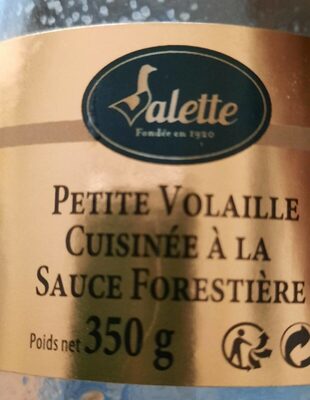 Valette
Fondée en 1920
PETITE VOLAILLE
CUISINÉE À LA
SAUCE FORESTIÈRE
Poids net 350 g